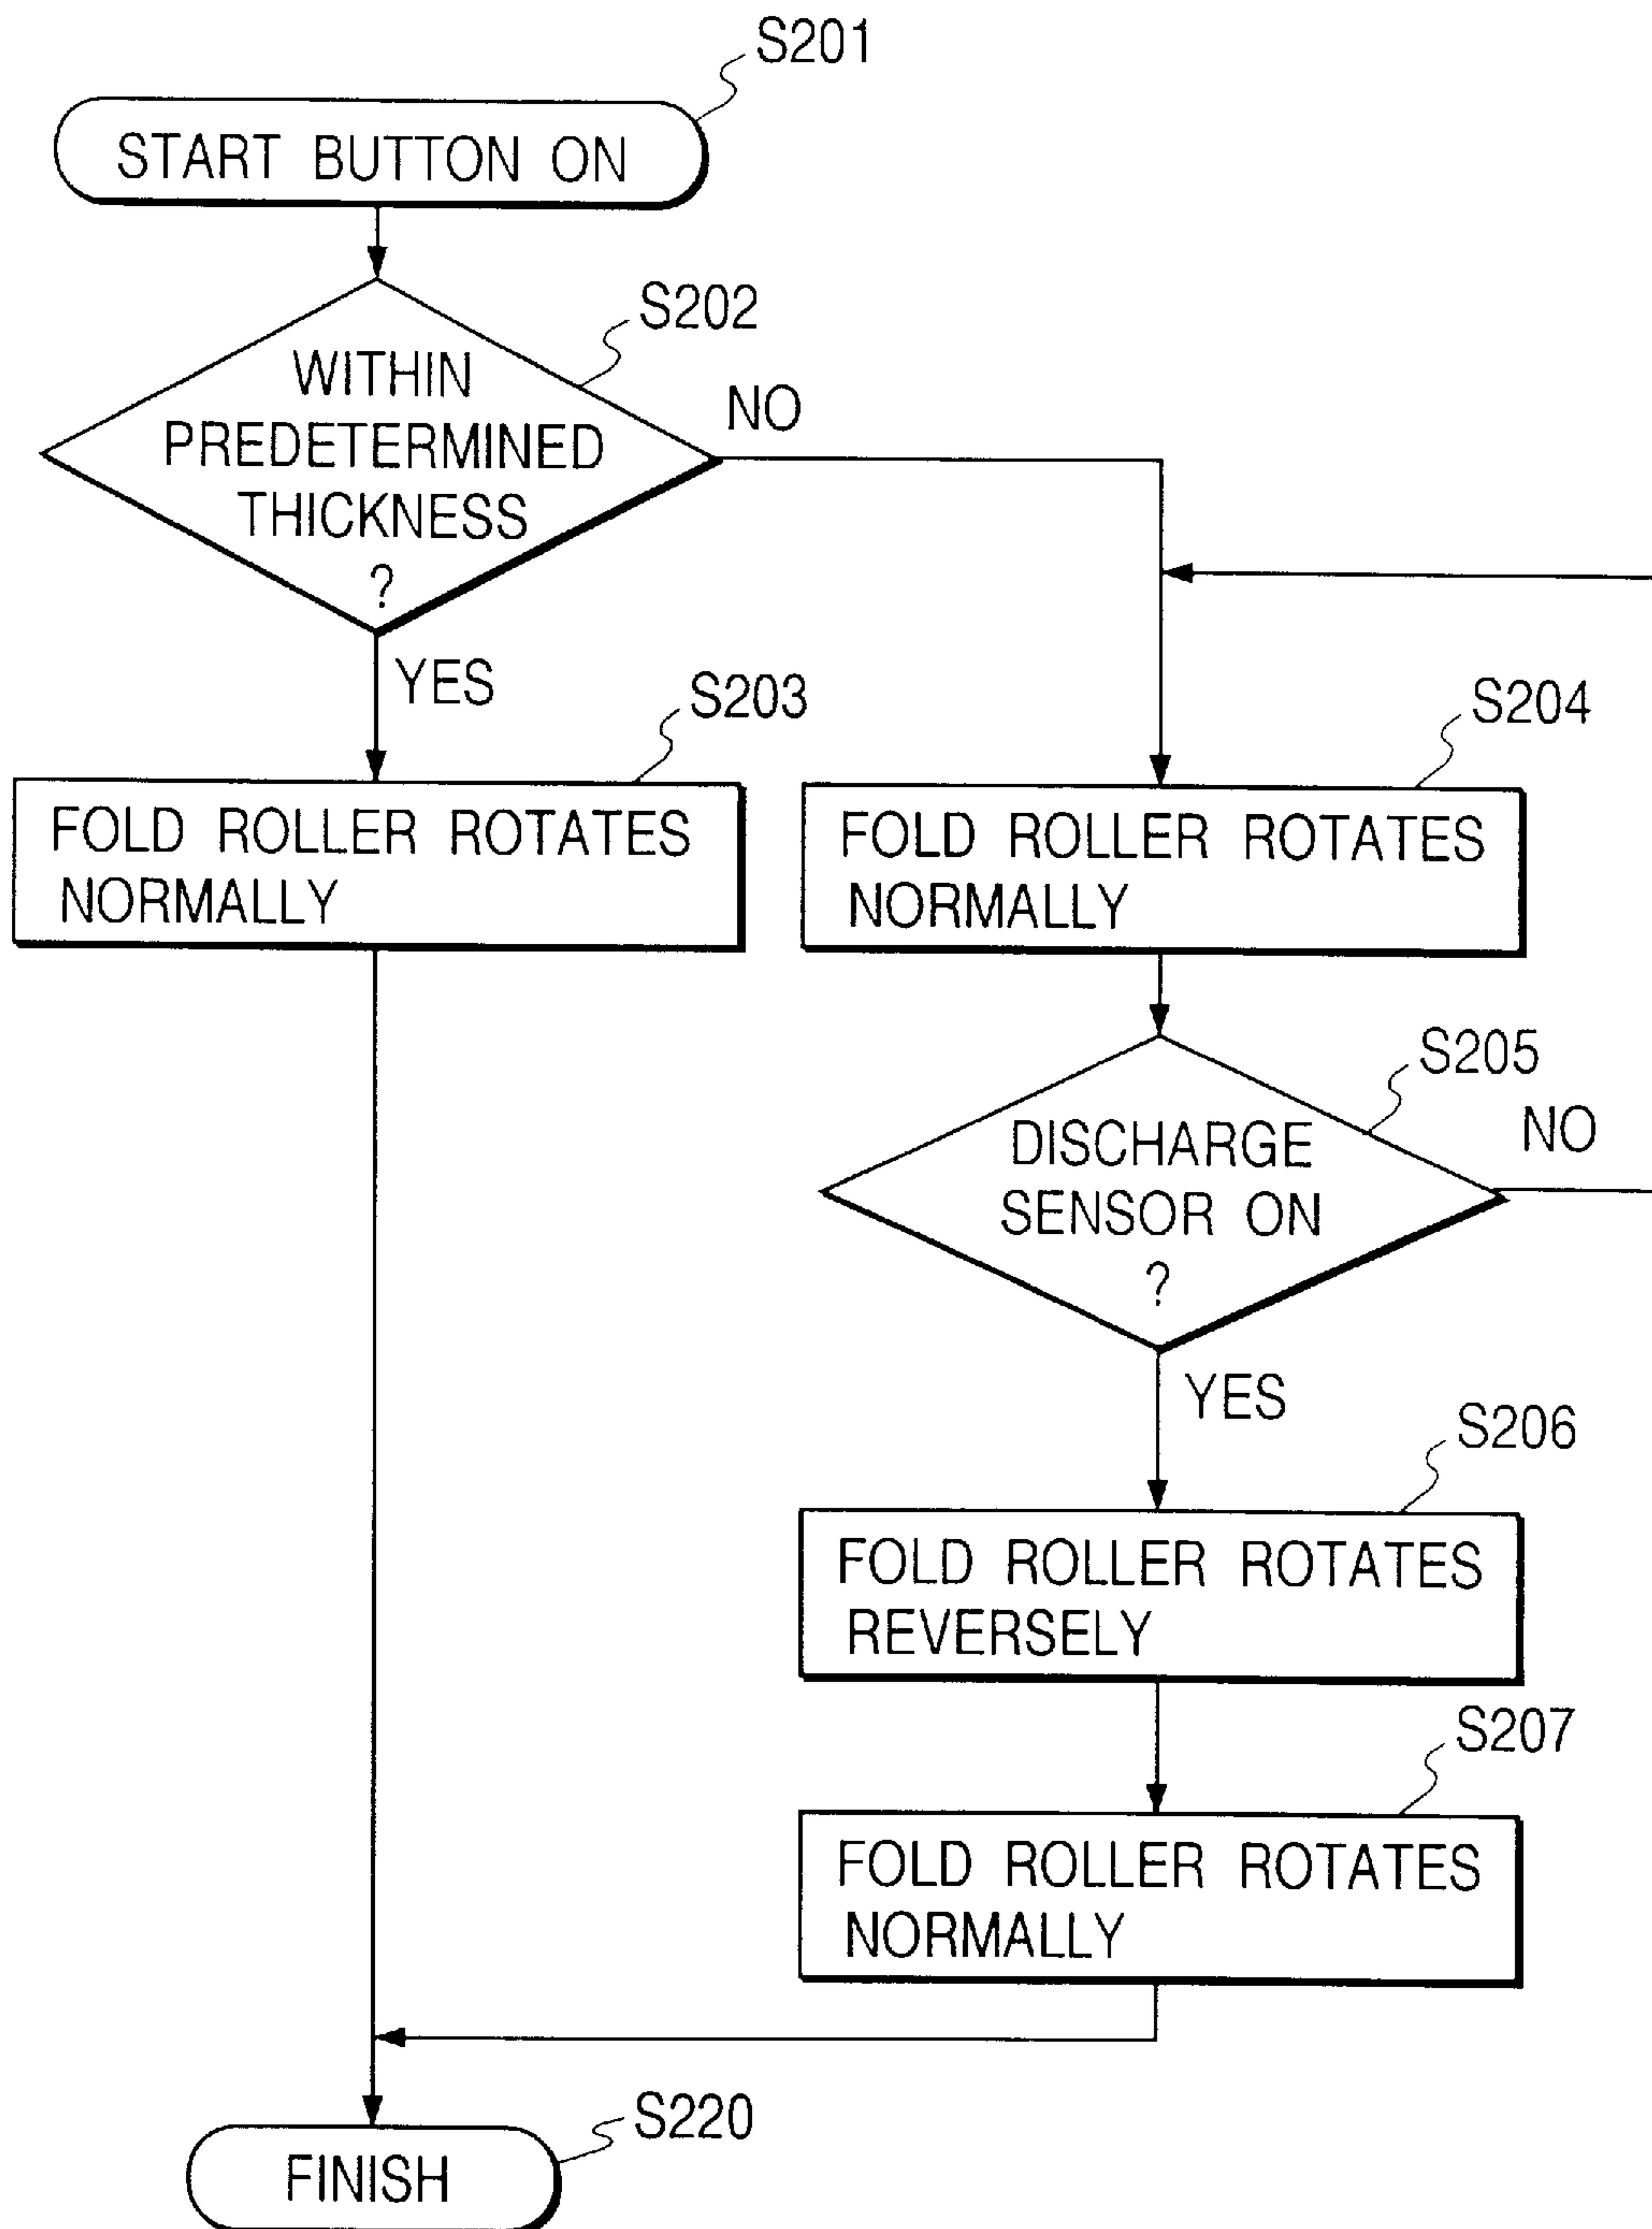 S201
START BUTTON ON
S202
WITHIN
PREDETERMINED
THICKNESS
?
NO
YES
S203
FOLD ROLLER ROTATES
NORMALLY
S204
FOLD ROLLER ROTATES
NORMALLY
S205
DISCHARGE
SENSOR ON
?
NO
YES
S206
FOLD ROLLER ROTATES
REVERSELY
S207
FOLD ROLLER ROTATES
NORMALLY
S220
FINISH